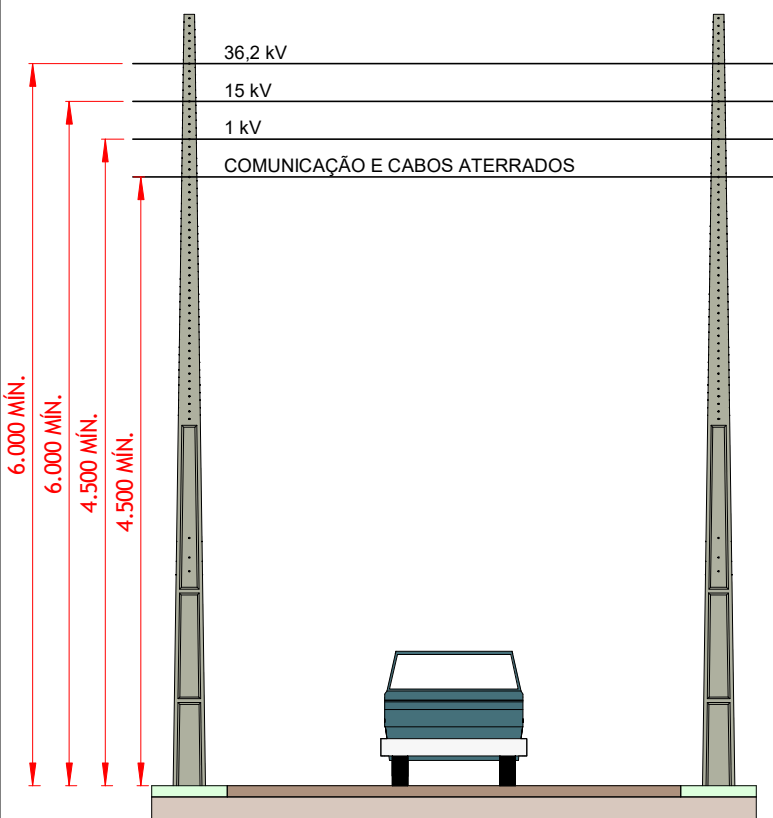 36,2 kV
15 kV
1 kV
COMUNICAÇÃO E CABOS ATERRADOS
6.000 MÍN.
6.000 MÍN.
4.500 MÍN.
4.500 MÍN.